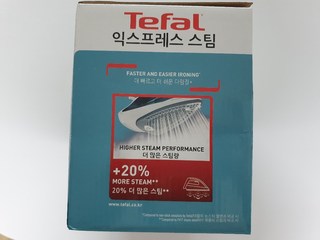 Tefal
익스프레스 스팀
FASTER AND EASIER IRONING*
더 빠르고 더 쉬운 다림질*
HIGHER STEAM PERFORMANCE
더 많은 스팀량
+20%
MORE STEAM**
20% 더 많은 스팀**
www.tefal.co.kr